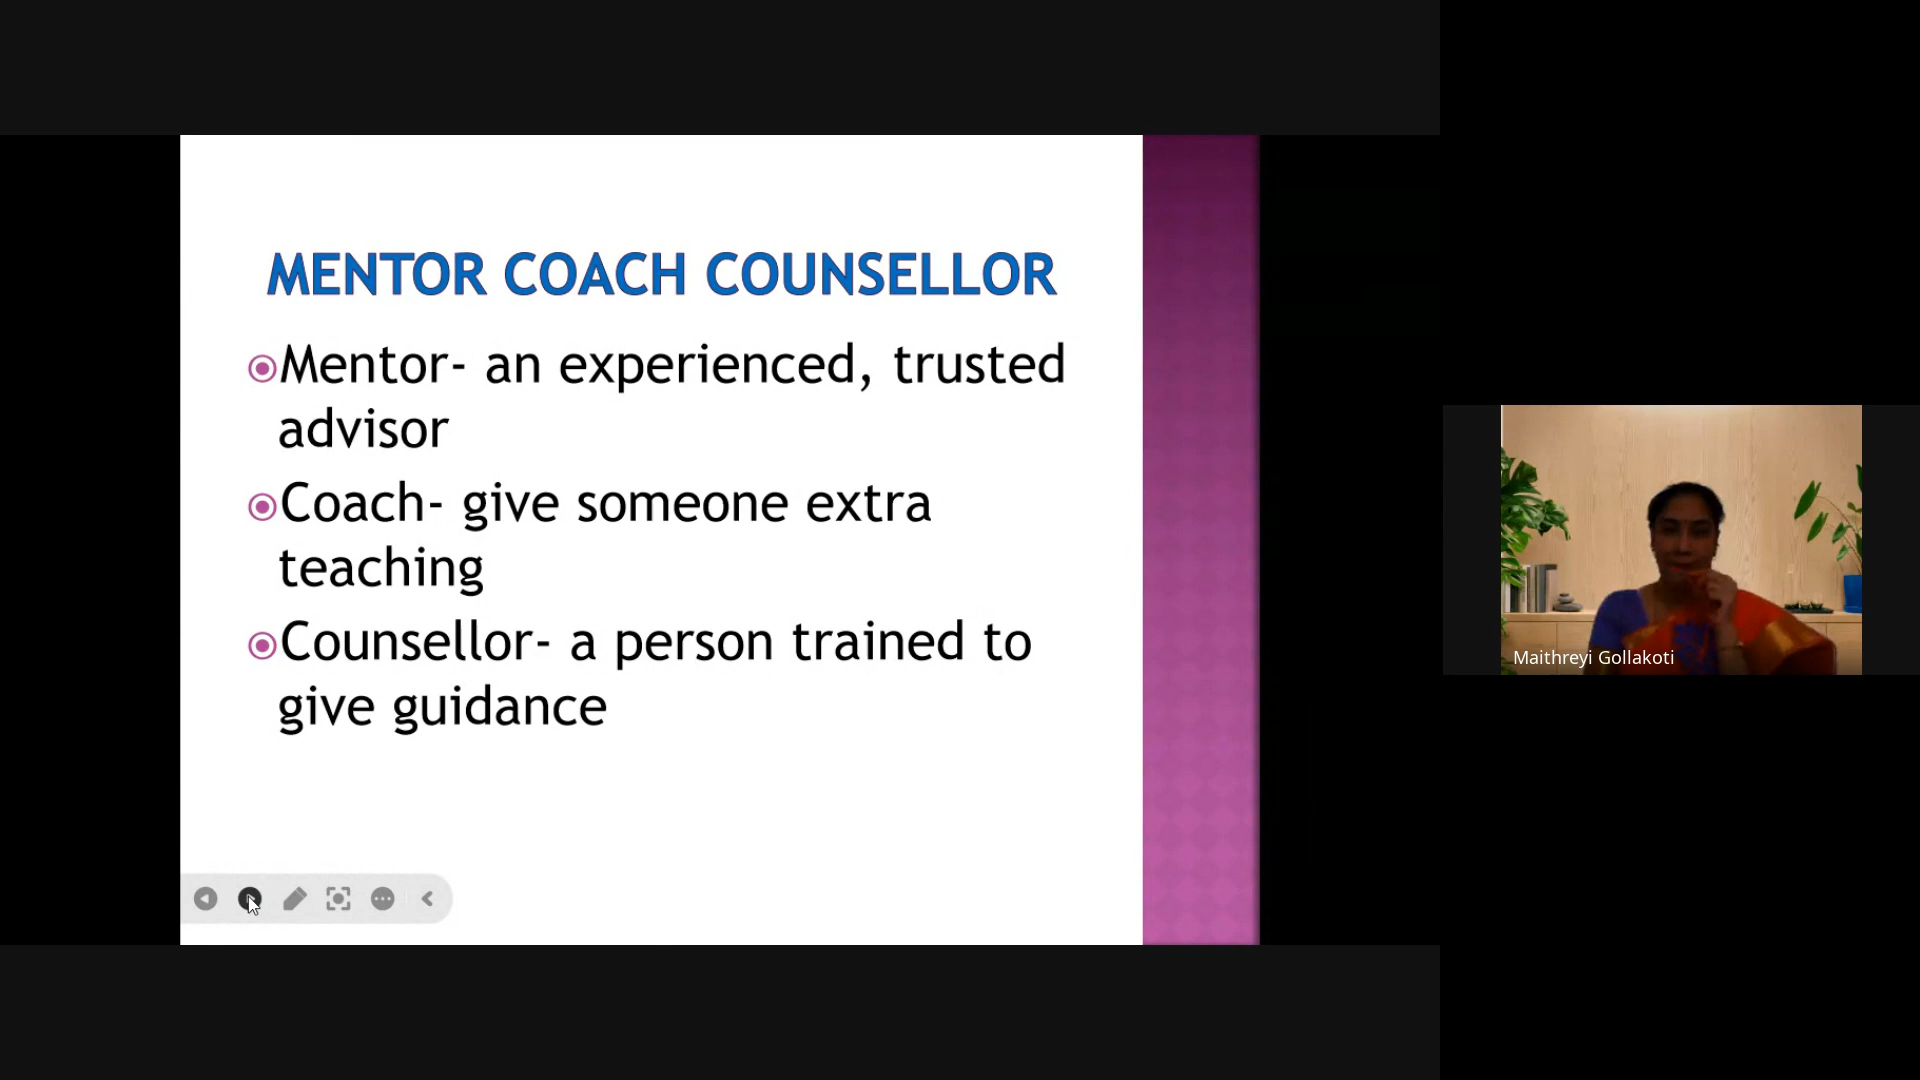 MENTOR COACH COUNSELLOR
Mentor- an experienced, trusted
advisor
Coach- give someone extra
teaching
Counsellor- a person trained to
give guidance
Maithreyi Gollakoti